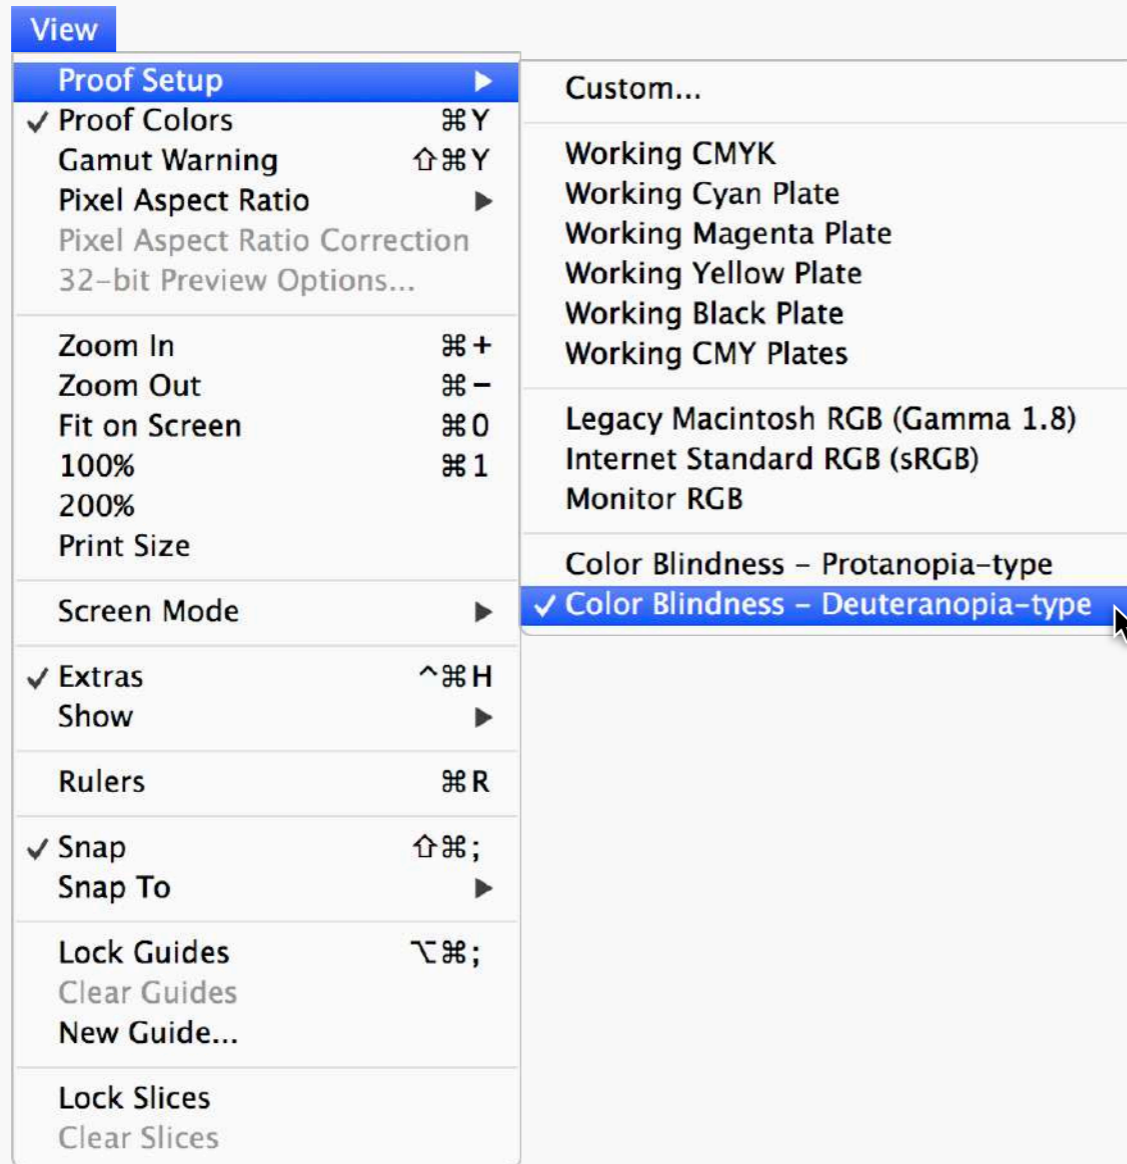 View
Proof Setup ▶
✓ Proof Colors ⌘Y
Gamut Warning ⇧⌘Y
Pixel Aspect Ratio ▶
Pixel Aspect Ratio Correction
32-bit Preview Options...
Zoom In ⌘+
Zoom Out ⌘−
Fit on Screen ⌘0
100% ⌘1
200%
Print Size
Screen Mode ▶
✓ Extras ^⌘H
Show ▶
Rulers ⌘R
✓ Snap ⇧⌘;
Snap To ▶
Lock Guides ⌥⌘;
Clear Guides
New Guide...
Lock Slices
Clear Slices
Custom...
Working CMYK
Working Cyan Plate
Working Magenta Plate
Working Yellow Plate
Working Black Plate
Working CMY Plates
Legacy Macintosh RGB (Gamma 1.8)
Internet Standard RGB (sRGB)
Monitor RGB
Color Blindness – Protanopia-type
✓ Color Blindness – Deuteranopia-type